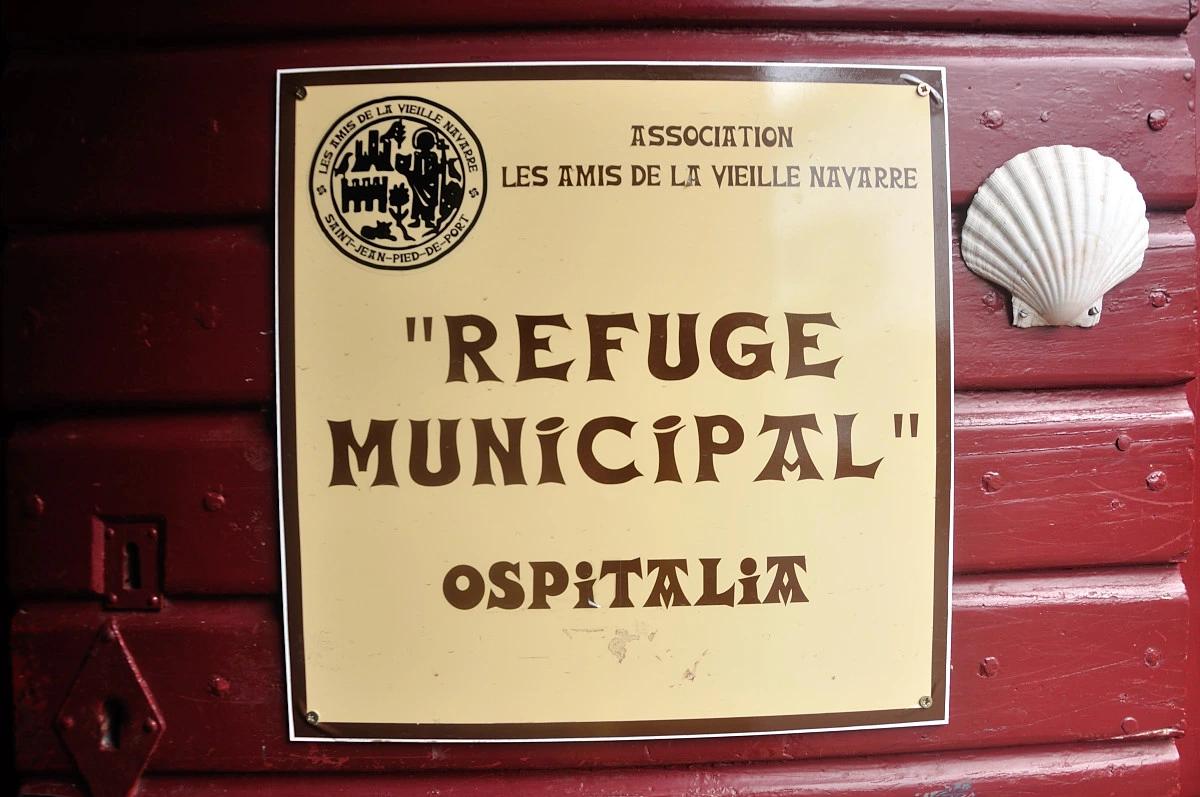 LES AMIS DE LA VIEILLE NAVARRE
SAINT-JEAN-PIED-DE-PORT
ASSOCIATION
LES AMIS DE LA VIEILLE NAVARRE
"REFUGE
MUNICIPAL"
OSPITALIA